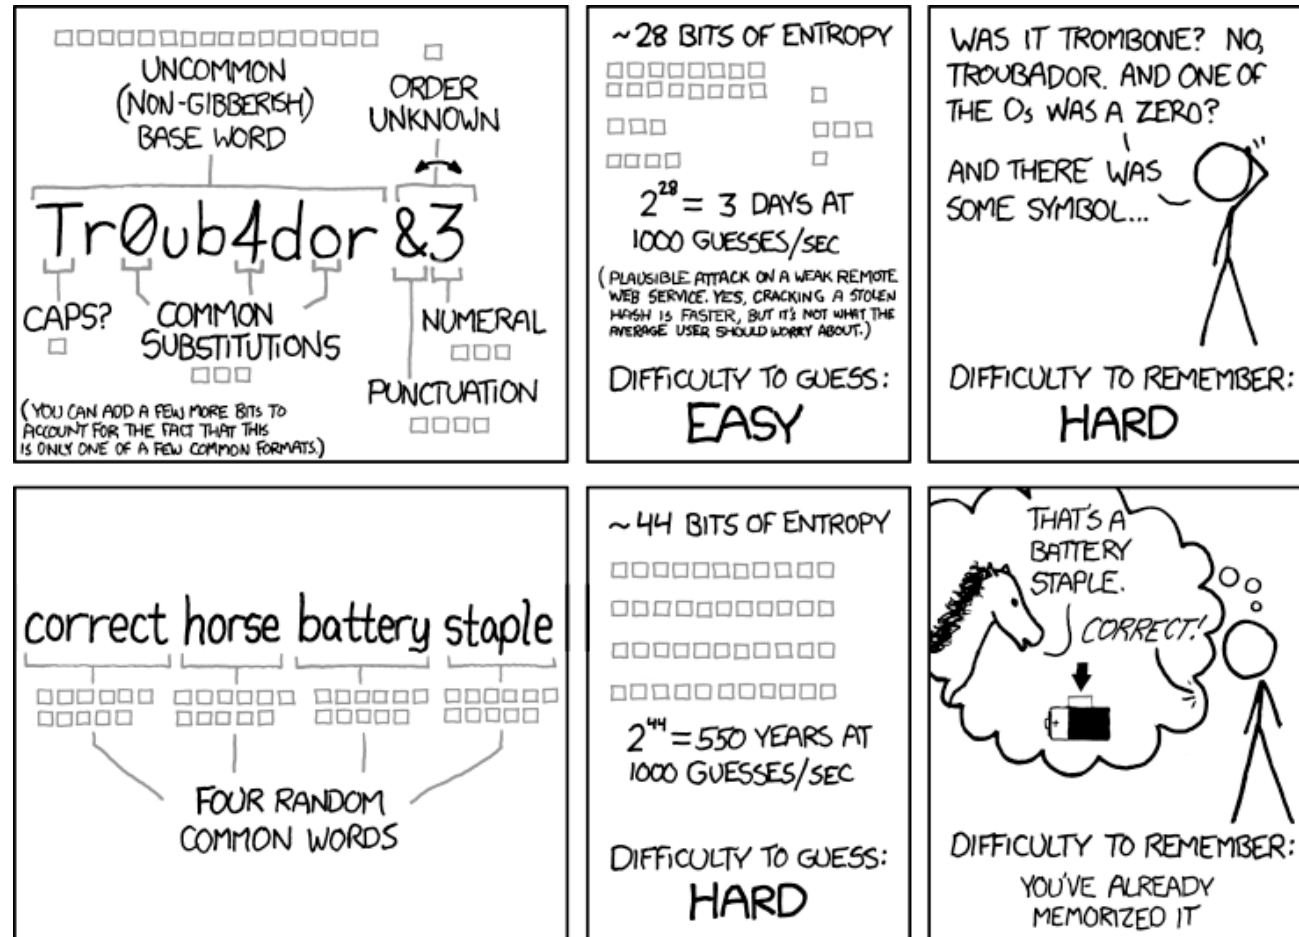 UNCOMMON
(NON-GIBBERISH)
BASE WORD
ORDER
UNKNOWN
Tr0ub4dor &3
CAPS?
COMMON
SUBSTITUTIONS
NUMERAL
PUNCTUATION
(YOU CAN ADD A FEW MORE BITS TO
ACCOUNT FOR THE FACT THAT THIS
IS ONLY ONE OF A FEW COMMON FORMATS.)
~28 BITS OF ENTROPY
2^28 = 3 DAYS AT
1000 GUESSES/SEC
(PLAUSIBLE ATTACK ON A WEAK REMOTE
WEB SERVICE. YES, CRACKING A STOLEN
HASH IS FASTER, BUT IT'S NOT WHAT THE
AVERAGE USER SHOULD WORRY ABOUT.)
DIFFICULTY TO GUESS:
EASY
WAS IT TROMBONE? NO,
TROUBADOR. AND ONE OF
THE Os WAS A ZERO?
AND THERE WAS
SOME SYMBOL...
DIFFICULTY TO REMEMBER:
HARD
correct horse battery staple
FOUR RANDOM
COMMON WORDS
~44 BITS OF ENTROPY
2^44 = 550 YEARS AT
1000 GUESSES/SEC
DIFFICULTY TO GUESS:
HARD
THAT'S A
BATTERY
STAPLE.
CORRECT!
+
DIFFICULTY TO REMEMBER:
YOU'VE ALREADY
MEMORIZED IT